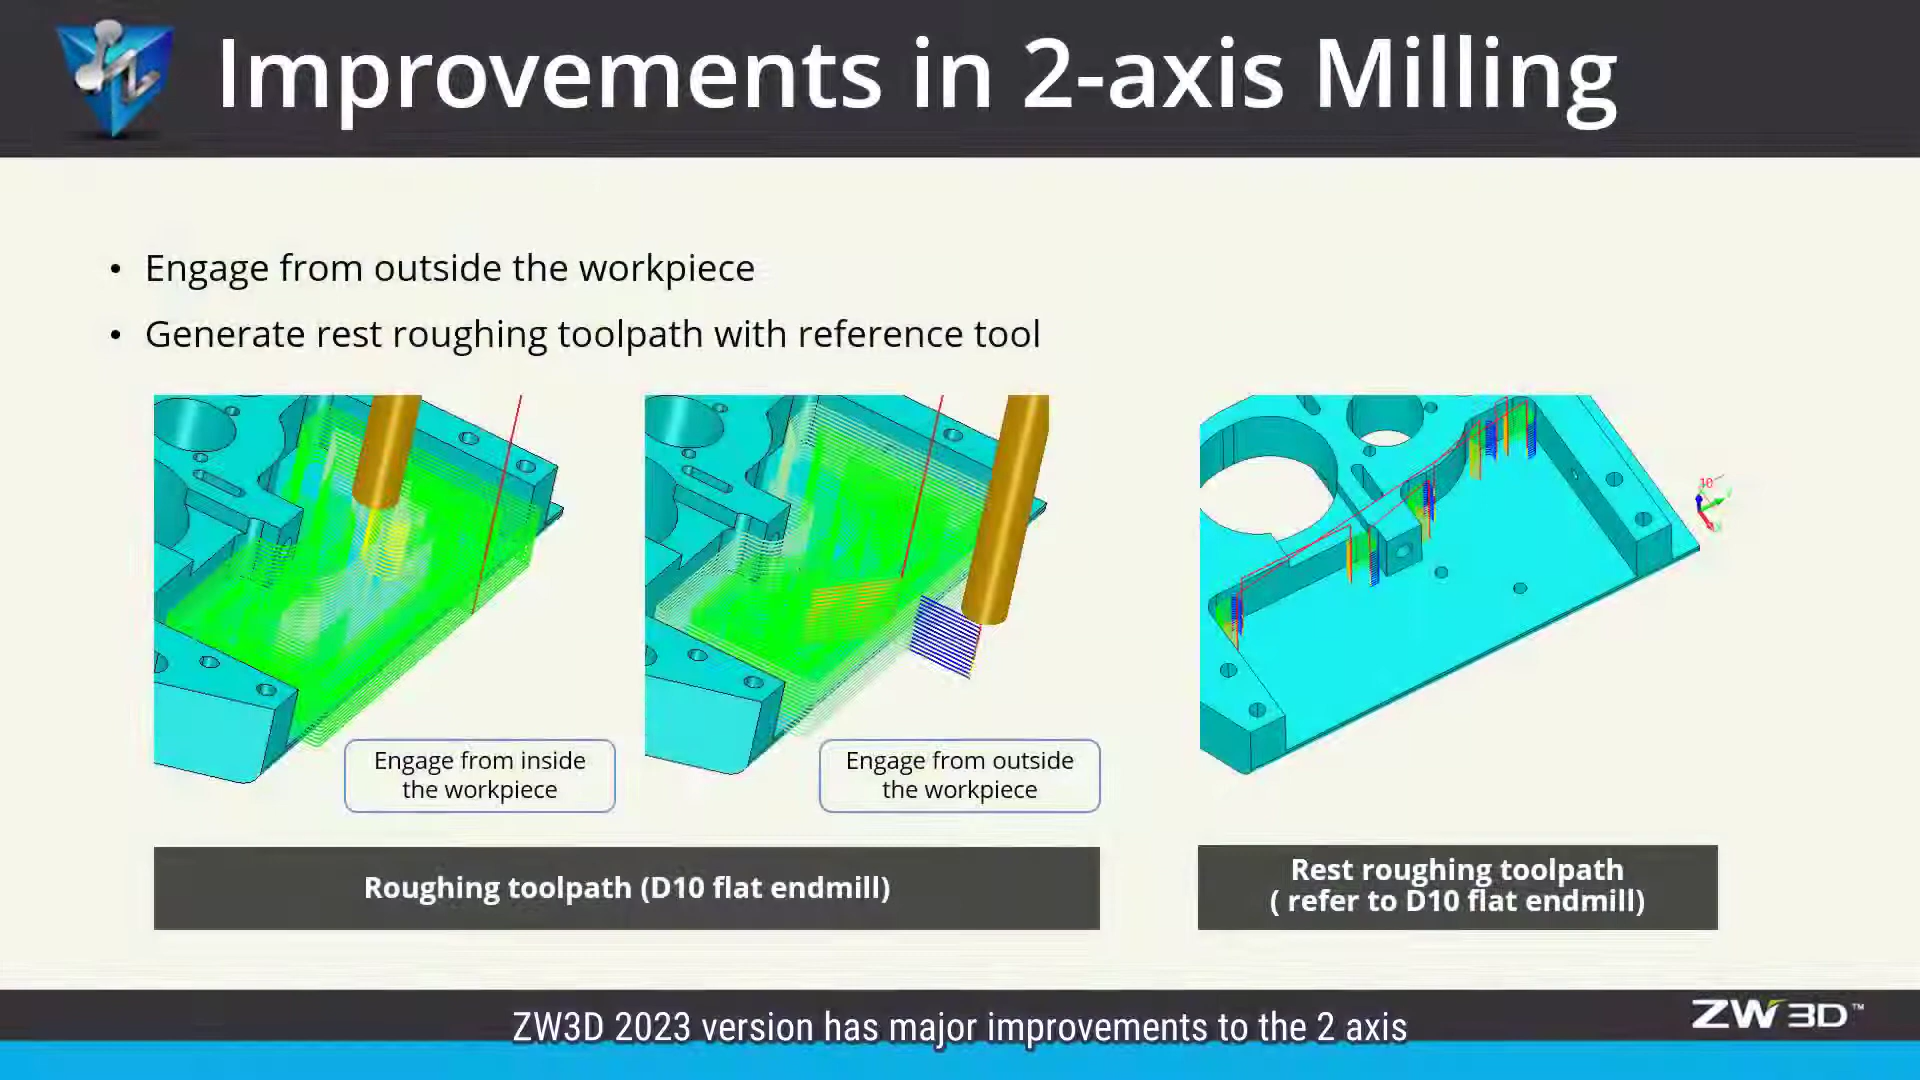 Improvements in 2-axis Milling
• Engage from outside the workpiece
• Generate rest roughing toolpath with reference tool
10
Engage from inside
the workpiece
Engage from outside
the workpiece
Roughing toolpath (D10 flat endmill)
Rest roughing toolpath
( refer to D10 flat endmill)
ZW3D™
ZW3D 2023 version has major improvements to the 2 axis